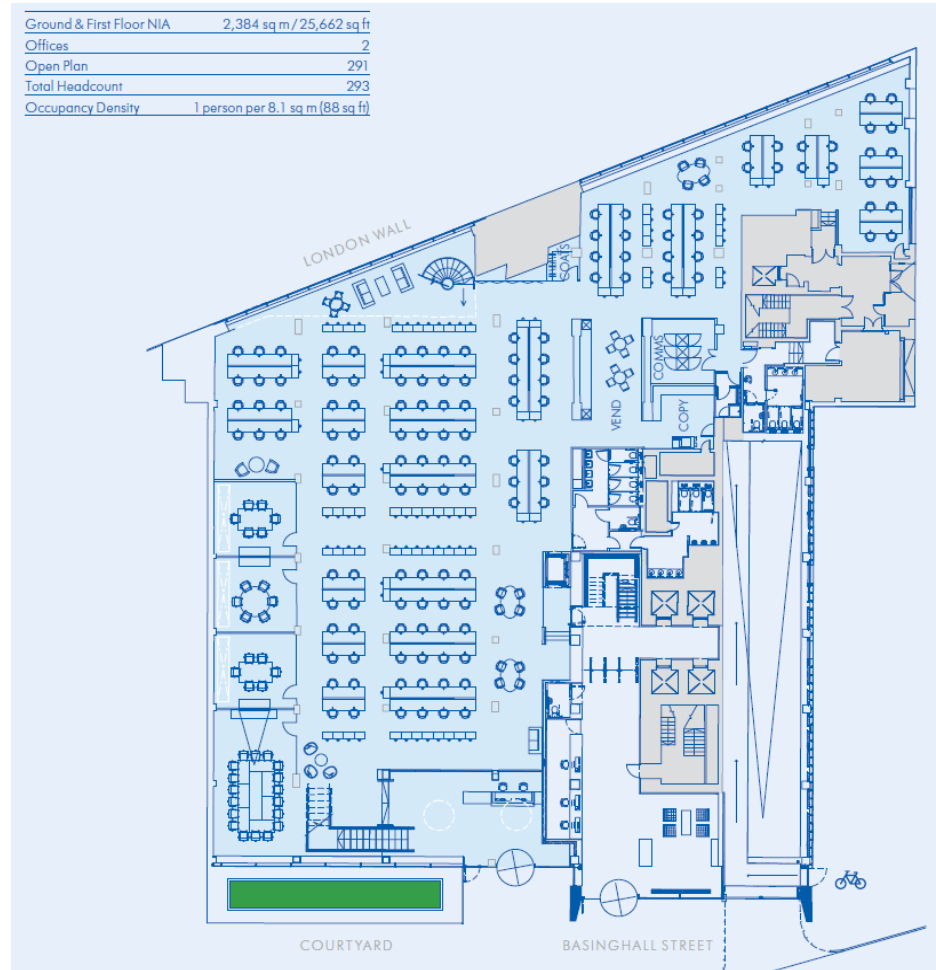 Ground & First Floor NIA 2,384 sq m / 25,662 sq ft
Offices 2
Open Plan 291
Total Headcount 293
Occupancy Density 1 person per 8.1 sq m (88 sq ft)
LONDON WALL
COATS
COMMS
VEND
COPY
COURTYARD
BASINGHALL STREET